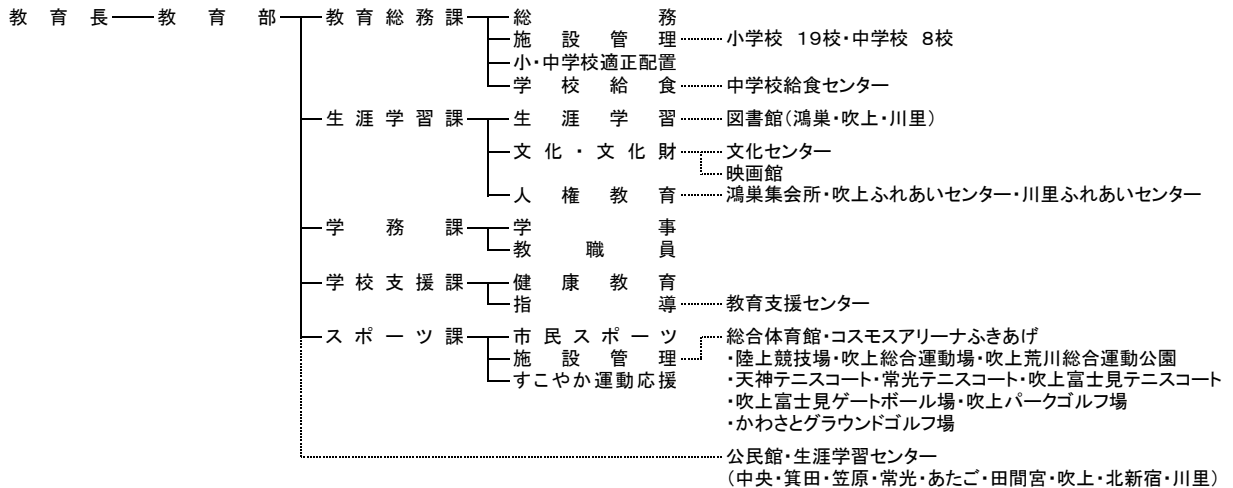 教育長 教育部 教育総務課 総務
施設管理 小学校 19校・中学校 8校
小・中学校適正配置
学校給食 中学校給食センター
生涯学習課 生涯学習 図書館(鴻巣・吹上・川里)
文化・文化財 文化センター
映画館
人権教育 鴻巣集会所・吹上ふれあいセンター・川里ふれあいセンター
学務課 学事
教職員
学校支援課 健康教育
指導 教育支援センター
スポーツ課 市民スポーツ 総合体育館・コスモスアリーナふきあげ
施設管理 ・陸上競技場・吹上総合運動場・吹上荒川総合運動公園
すこやか運動応援 ・天神テニスコート・常光テニスコート・吹上富士見テニスコート
・吹上富士見ゲートボール場・吹上パークゴルフ場
・かわさとグラウンドゴルフ場
公民館・生涯学習センター
(中央・箕田・笠原・常光・あたご・田間宮・吹上・北新宿・川里)